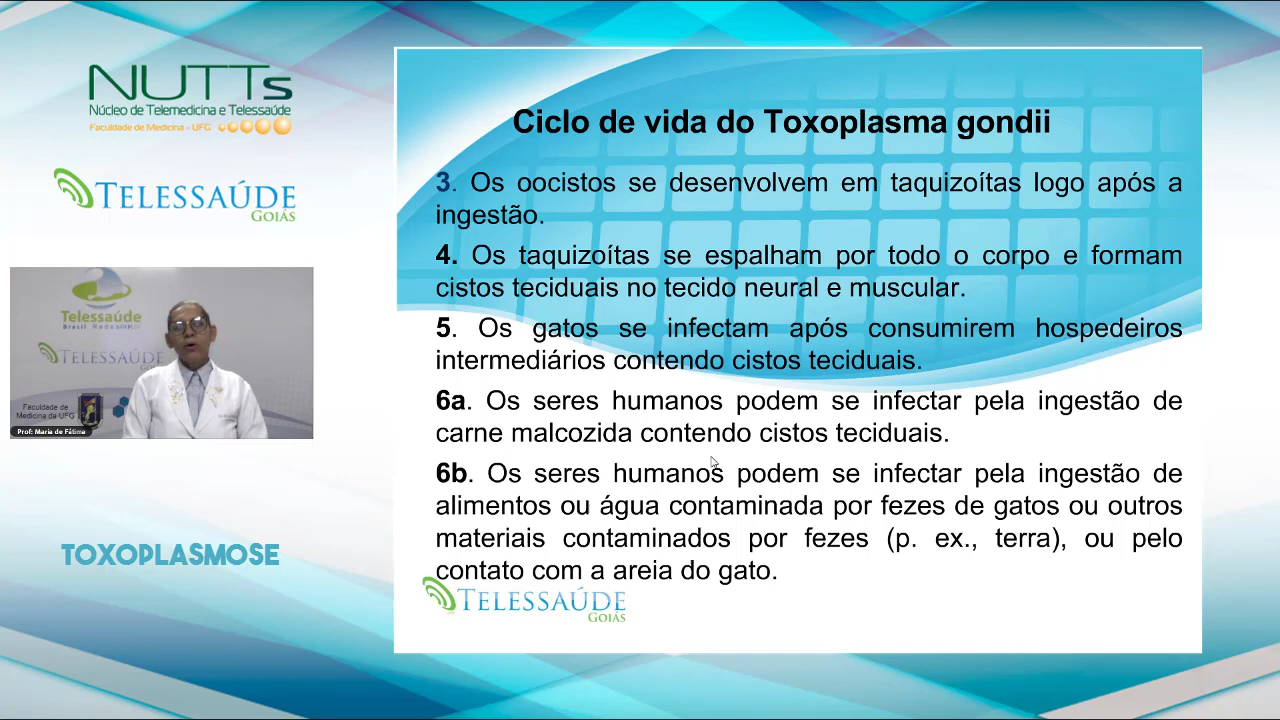 NUTTs
Núcleo de Telemedicina e Telessaúde
Faculdade de Medicina - UFG
TELESSAÚDE
GOIÁS
Telessaúde
TELESSAÚDE
GOIÁS
Faculdade de
Medicina da UFG
Prof: Maria de Fátima
TOXOPLASMOSE
Ciclo de vida do Toxoplasma gondii
3. Os oocistos se desenvolvem em taquizoítas logo após a
ingestão.
4. Os taquizoítas se espalham por todo o corpo e formam
cistos teciduais no tecido neural e muscular.
5. Os gatos se infectam após consumirem hospedeiros
intermediários contendo cistos teciduais.
6a. Os seres humanos podem se infectar pela ingestão de
carne malcozida contendo cistos teciduais.
6b. Os seres humanos podem se infectar pela ingestão de
alimentos ou água contaminada por fezes de gatos ou outros
materiais contaminados por fezes (p. ex., terra), ou pelo
contato com a areia do gato.
TELESSAÚDE
GOIÁS